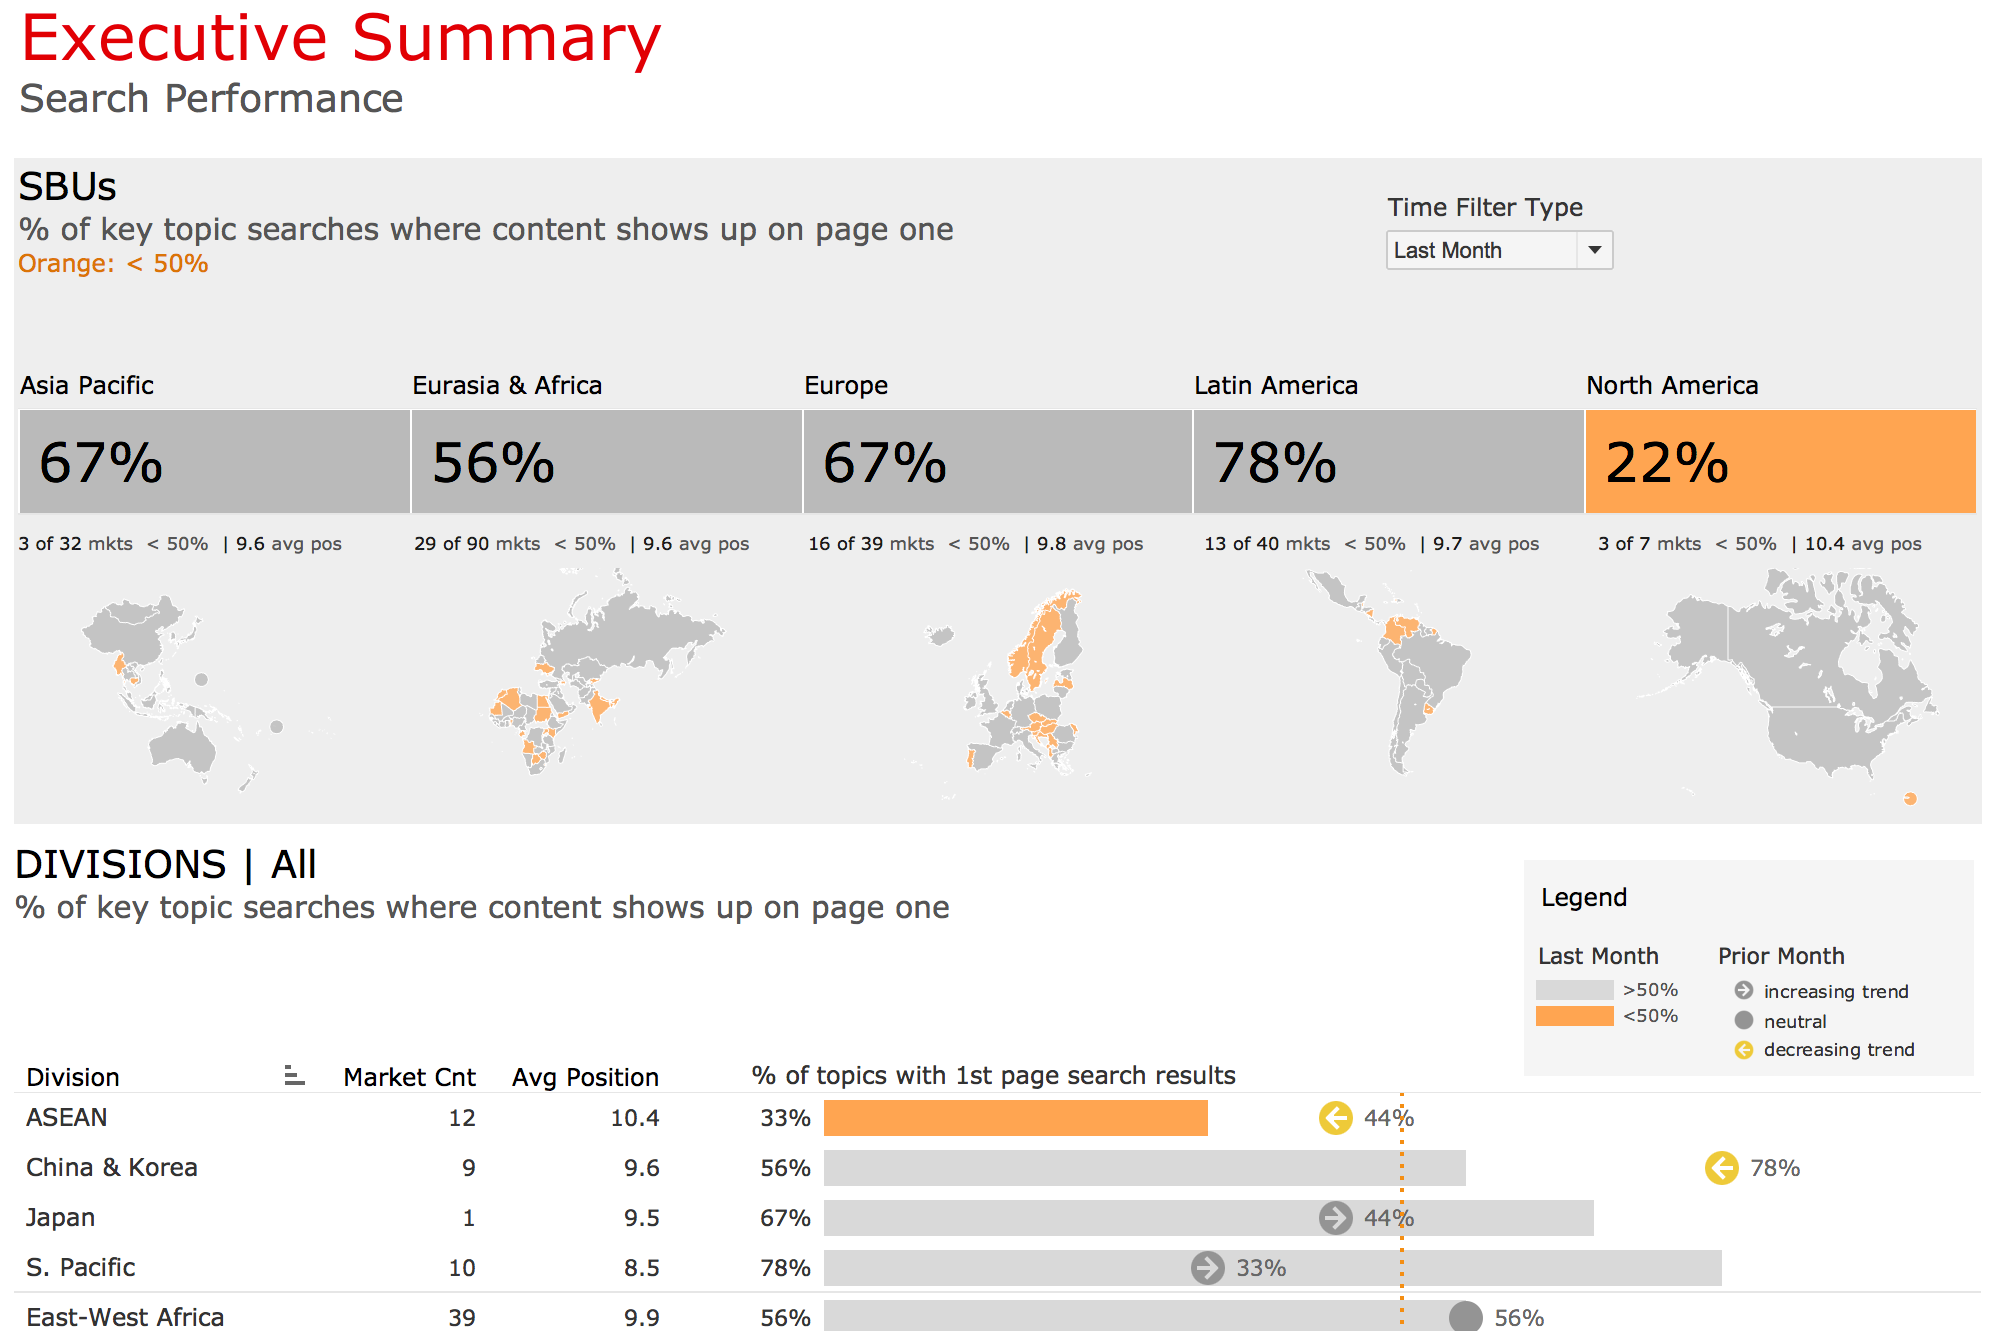 Executive Summary
Search Performance
SBUs
% of key topic searches where content shows up on page one
Orange: < 50%
Time Filter Type
Last Month
Asia Pacific Eurasia & Africa Europe Latin America North America
67% 56% 67% 78% 22%
3 of 32 mkts < 50% | 9.6 avg pos 29 of 90 mkts < 50% | 9.6 avg pos 16 of 39 mkts < 50% | 9.8 avg pos 13 of 40 mkts < 50% | 9.7 avg pos 3 of 7 mkts < 50% | 10.4 avg pos
DIVISIONS | All
% of key topic searches where content shows up on page one
Legend
Last Month Prior Month
>50% increasing trend
<50% neutral
decreasing trend
Division Market Cnt Avg Position % of topics with 1st page search results
ASEAN 12 10.4 33% 44%
China & Korea 9 9.6 56% 78%
Japan 1 9.5 67% 44%
S. Pacific 10 8.5 78% 33%
East-West Africa 39 9.9 56% 56%